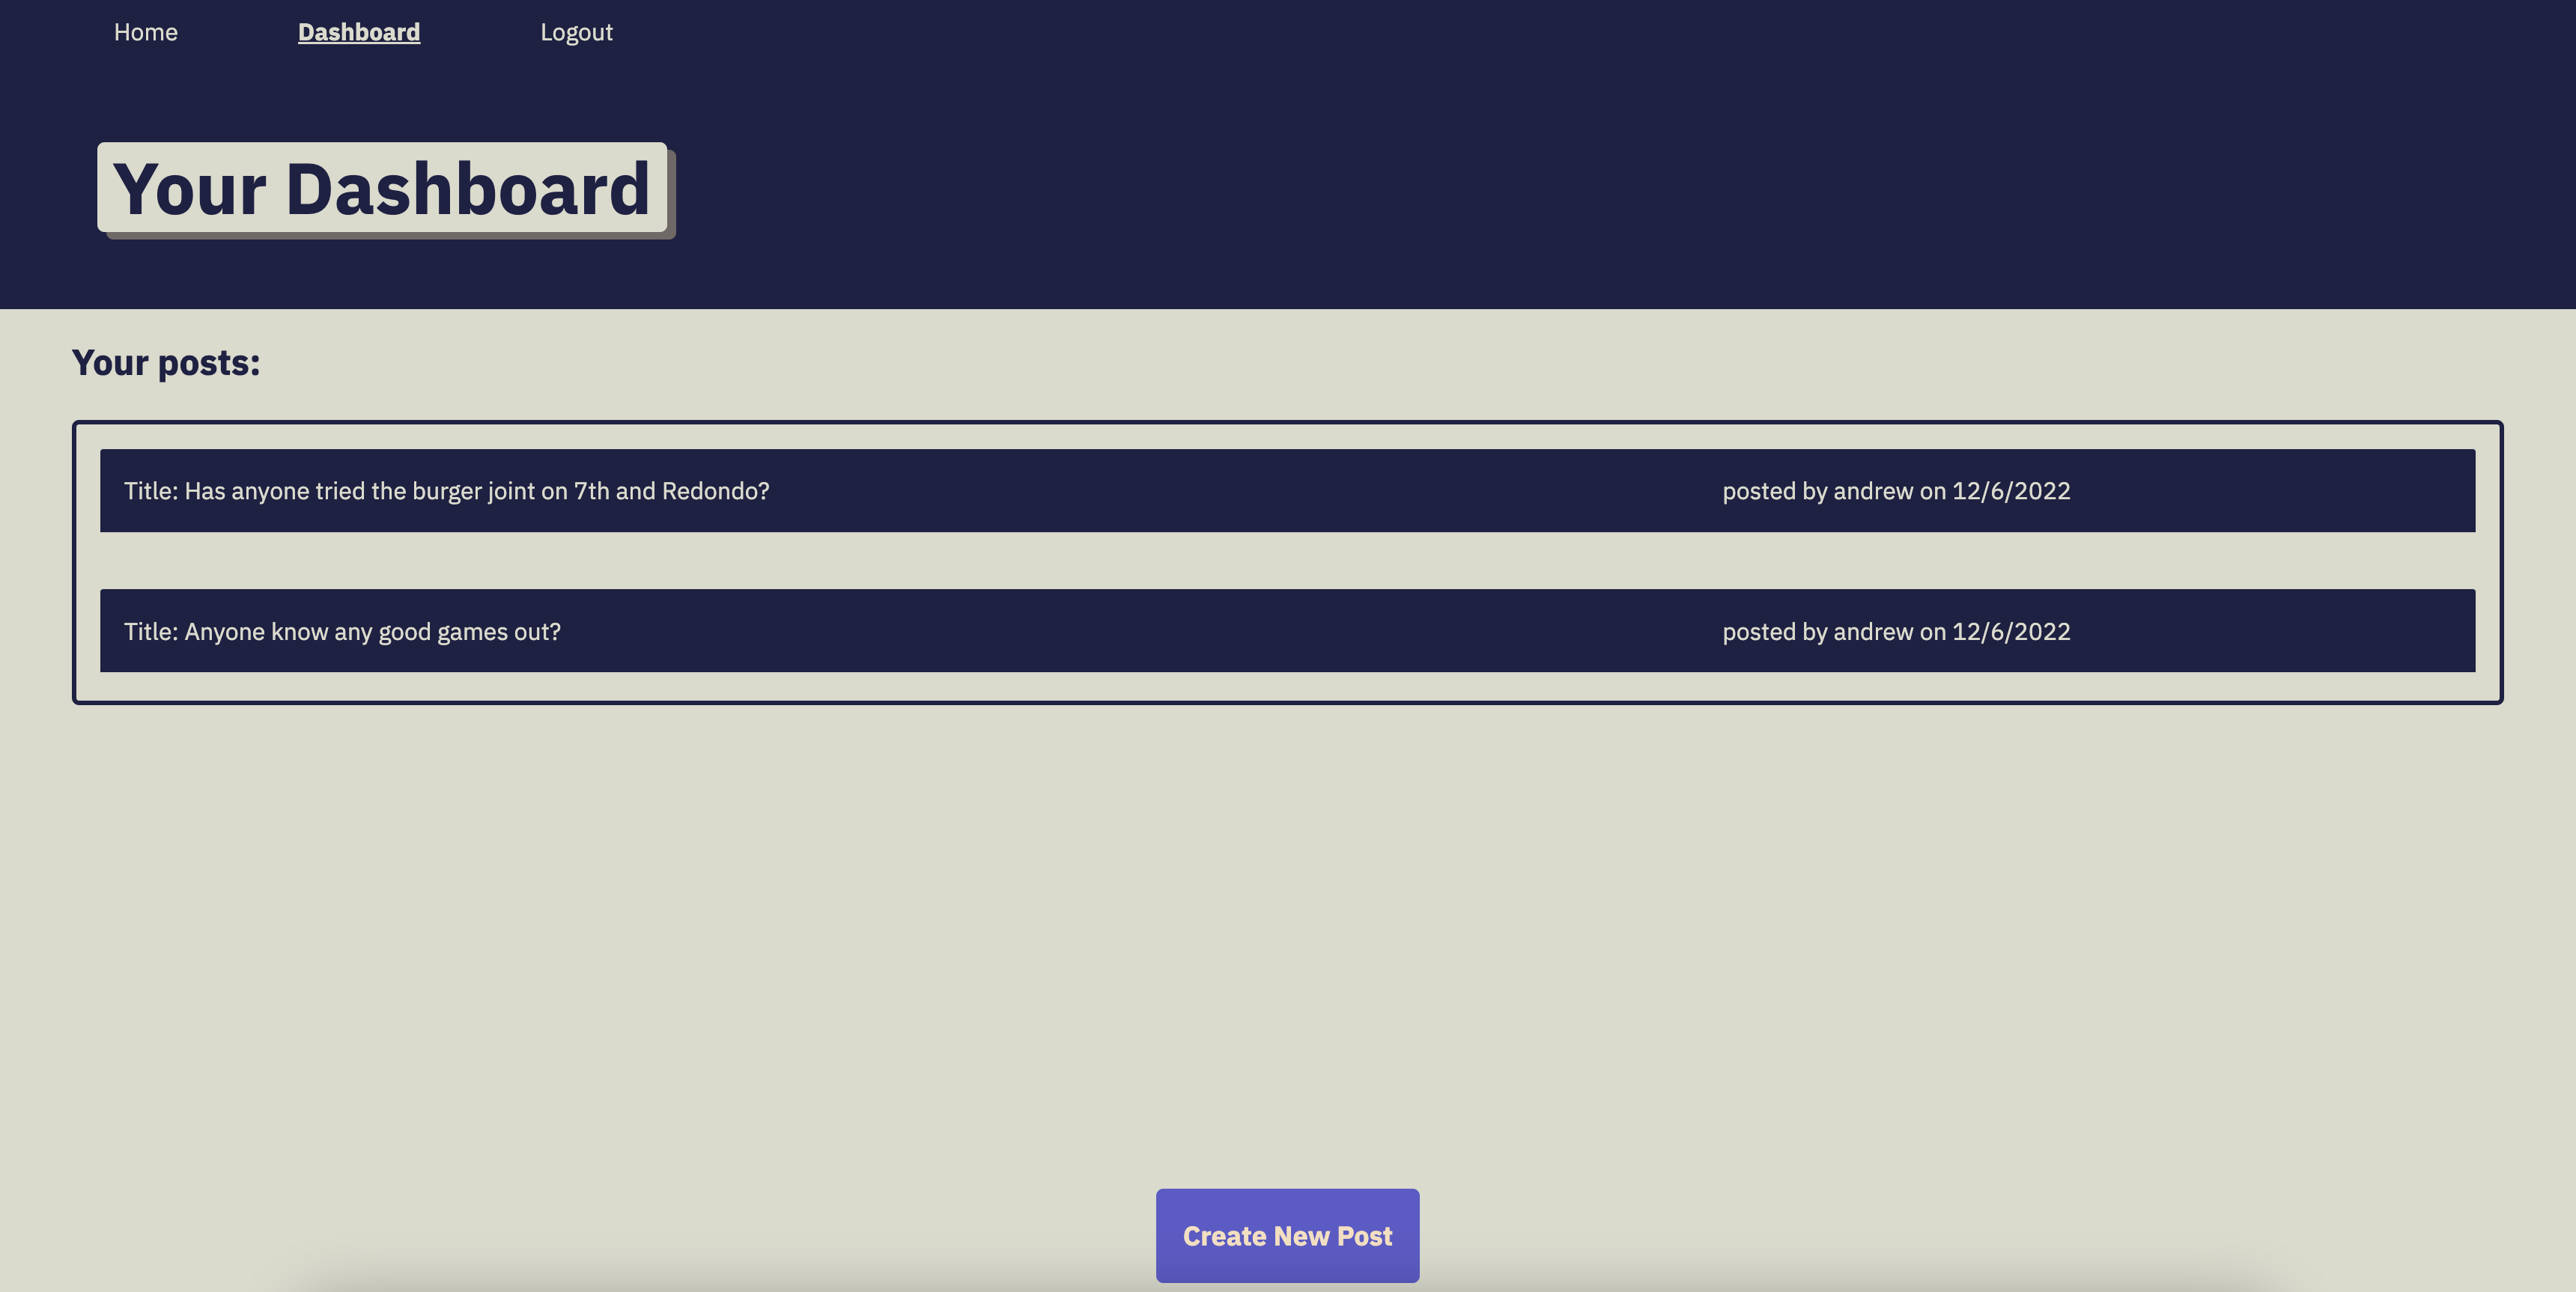 Home Dashboard Logout
Your Dashboard
Your posts:
Title: Has anyone tried the burger joint on 7th and Redondo? posted by andrew on 12/6/2022
Title: Anyone know any good games out? posted by andrew on 12/6/2022
Create New Post